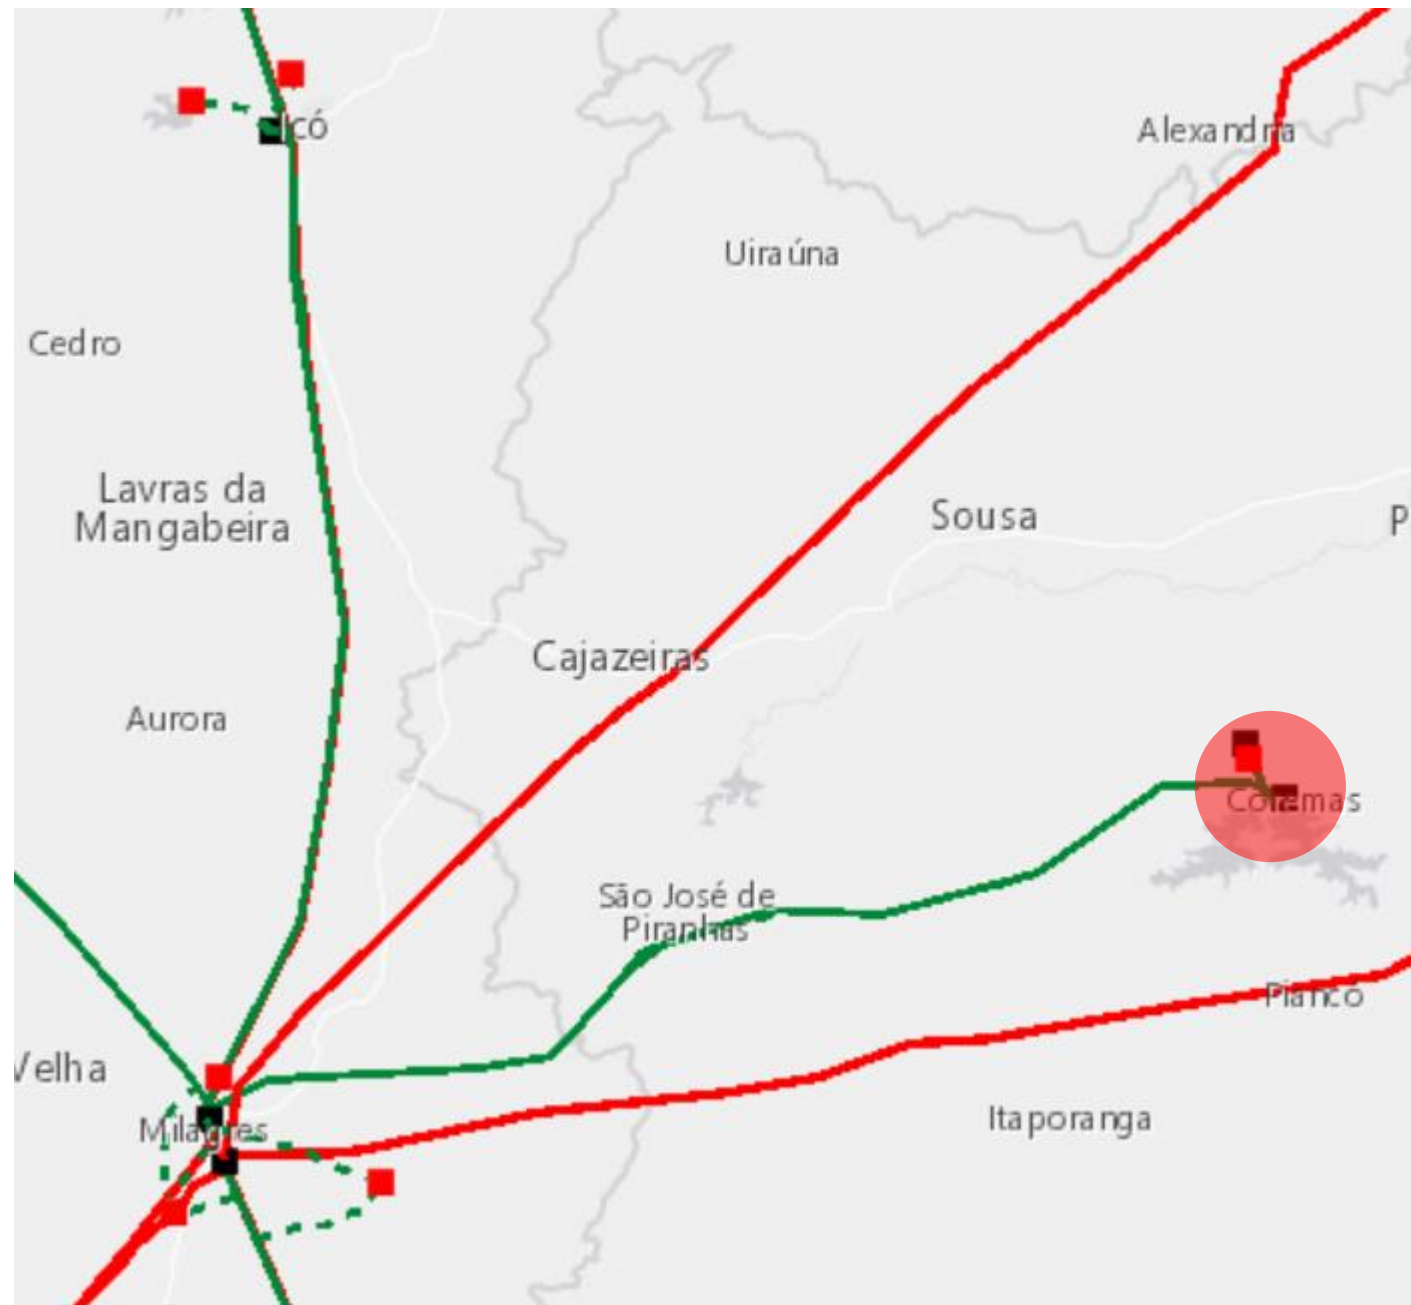 Icó
Alexandria
Uiraúna
Cedro
Lavras da
Mangabeira
Sousa
P
Cajazeiras
Aurora
Coremas
São José de
Piranhas
Piancó
Velha
Milagres
Itaporanga